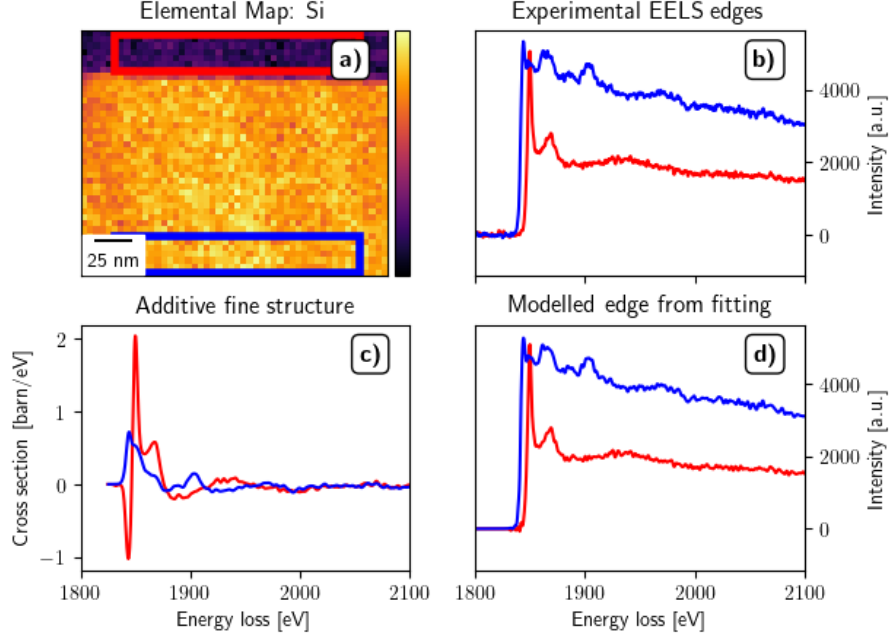 Elemental Map: Si
a)
25 nm
Experimental EELS edges
b)
4000
2000
0
Intensity [a.u.]
Additive fine structure
c)
2
1
0
−1
Cross section [barn/eV]
1800
1900
2000
2100
Energy loss [eV]
Modelled edge from fitting
d)
4000
2000
0
Intensity [a.u.]
1800
1900
2000
2100
Energy loss [eV]